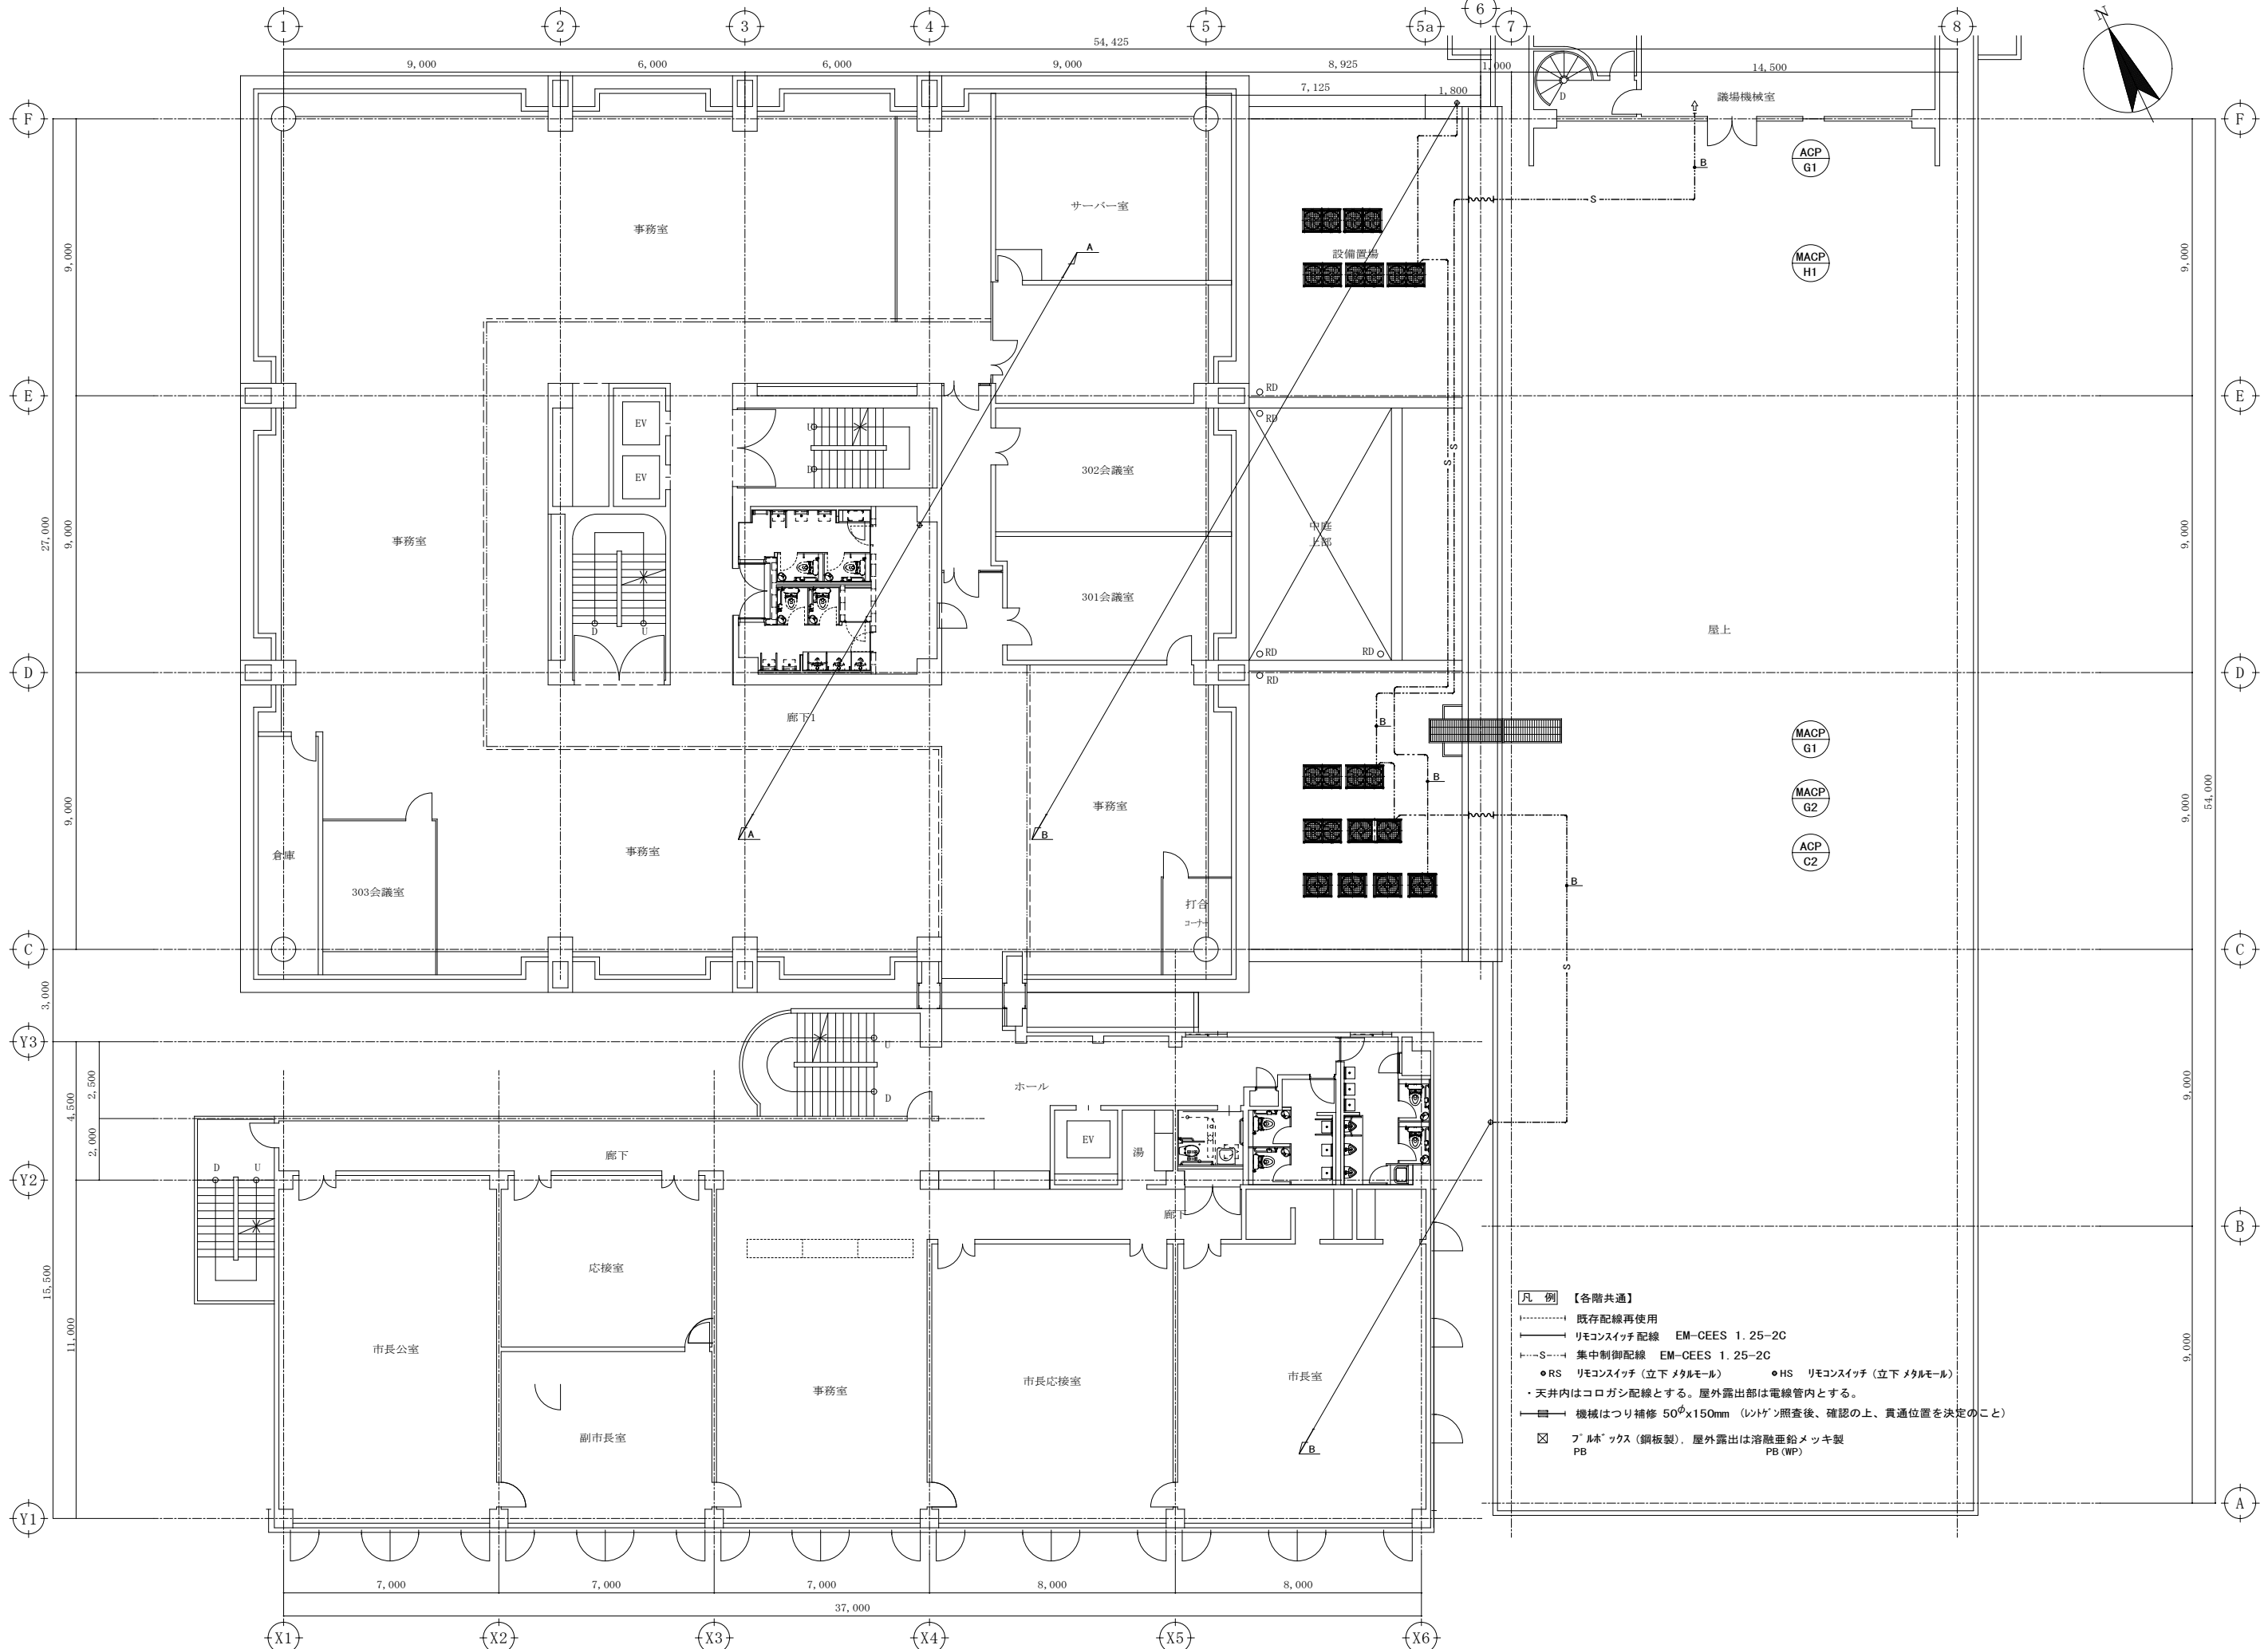 1 2 3 4 5 5a 6 7 8
54,425
9,000 6,000 6,000 9,000 8,925 1,000 14,500
7,125 1,800
N
F F
D
議場機械室
ACP
G1
B
S
サーバー室
事務室
A
設備置場
MACP
H1
9,000 9,000
E E
RD
RD
EV
EV
U
D
302会議室
S S
中庭
上部
事務室
301会議室
屋上
27,000
9,000 9,000
D U
RD RD
RD
D D
廊下1
B
MACP
G1
B
MACP
G2
54,000
事務室
A B
9,000 9,000
事務室
ACP
C2
倉庫
303会議室
打合
コーナー
B
C C
S
3,000
Y3
U
D
ホール
2,500
4,500
2,000
9,000
EV
湯
廊下
D U
Y2
廊下
B
応接室
市長公室
事務室
市長応接室
市長室
副市長室
B
15,500
11,000
9,000
凡 例 【各階共通】
既存配線再使用
リモコンスイッチ配線 EM-CEES 1.25-2C
S 集中制御配線 EM-CEES 1.25-2C
RS リモコンスイッチ（立下 メタルモール） HS リモコンスイッチ（立下 メタルモール）
・天井内はコロガシ配線とする。屋外露出部は電線管内とする。
機械はつり補修 50φx150mm （レントゲン照査後、確認の上、貫通位置を決定のこと）
プルボックス（鋼板製）．屋外露出は溶融亜鉛メッキ製
PB PB(WP)
A
Y1
7,000 7,000 7,000 8,000 8,000
37,000
X1 X2 X3 X4 X5 X6